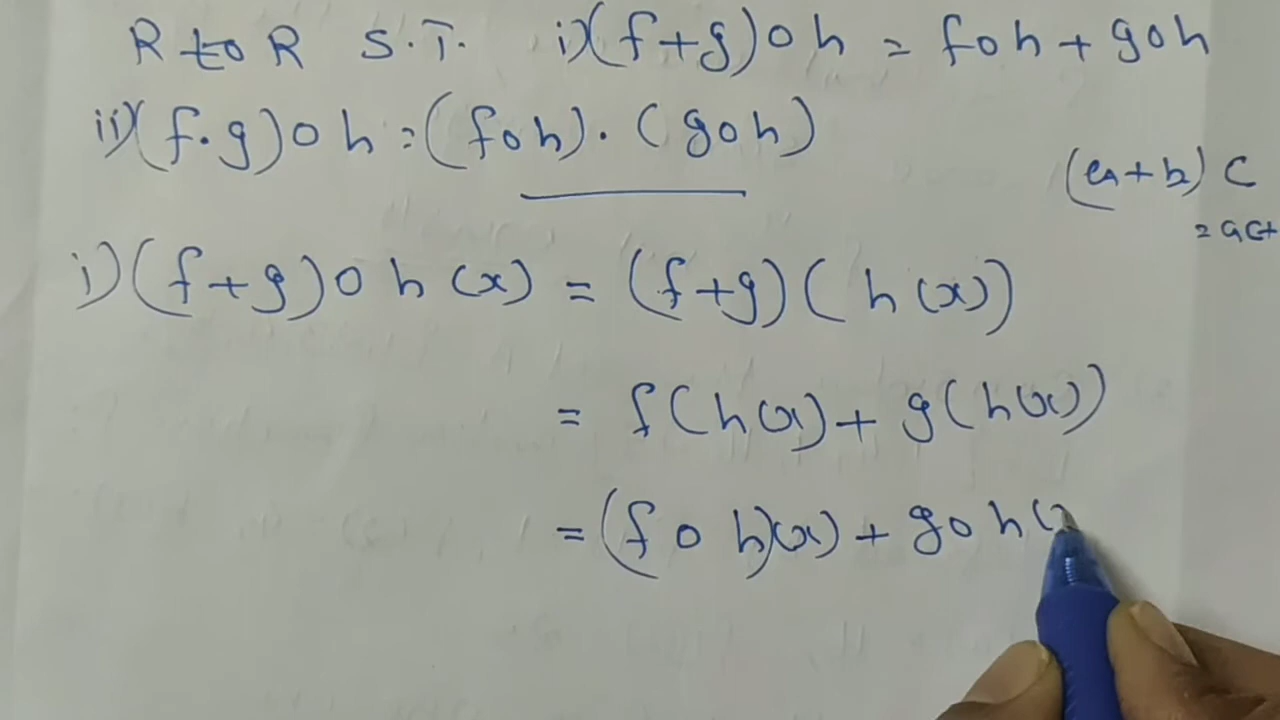 R to R S.T. i) (f+g)∘h = f∘h + g∘h
ii) (f·g)∘h = (f∘h)·(g∘h)
(a+b) C
= ac+
i) (f+g)∘h (x) = (f+g)(h(x))
= f(h(x) + g(h(x))
= (f∘h)(x) + g∘h(